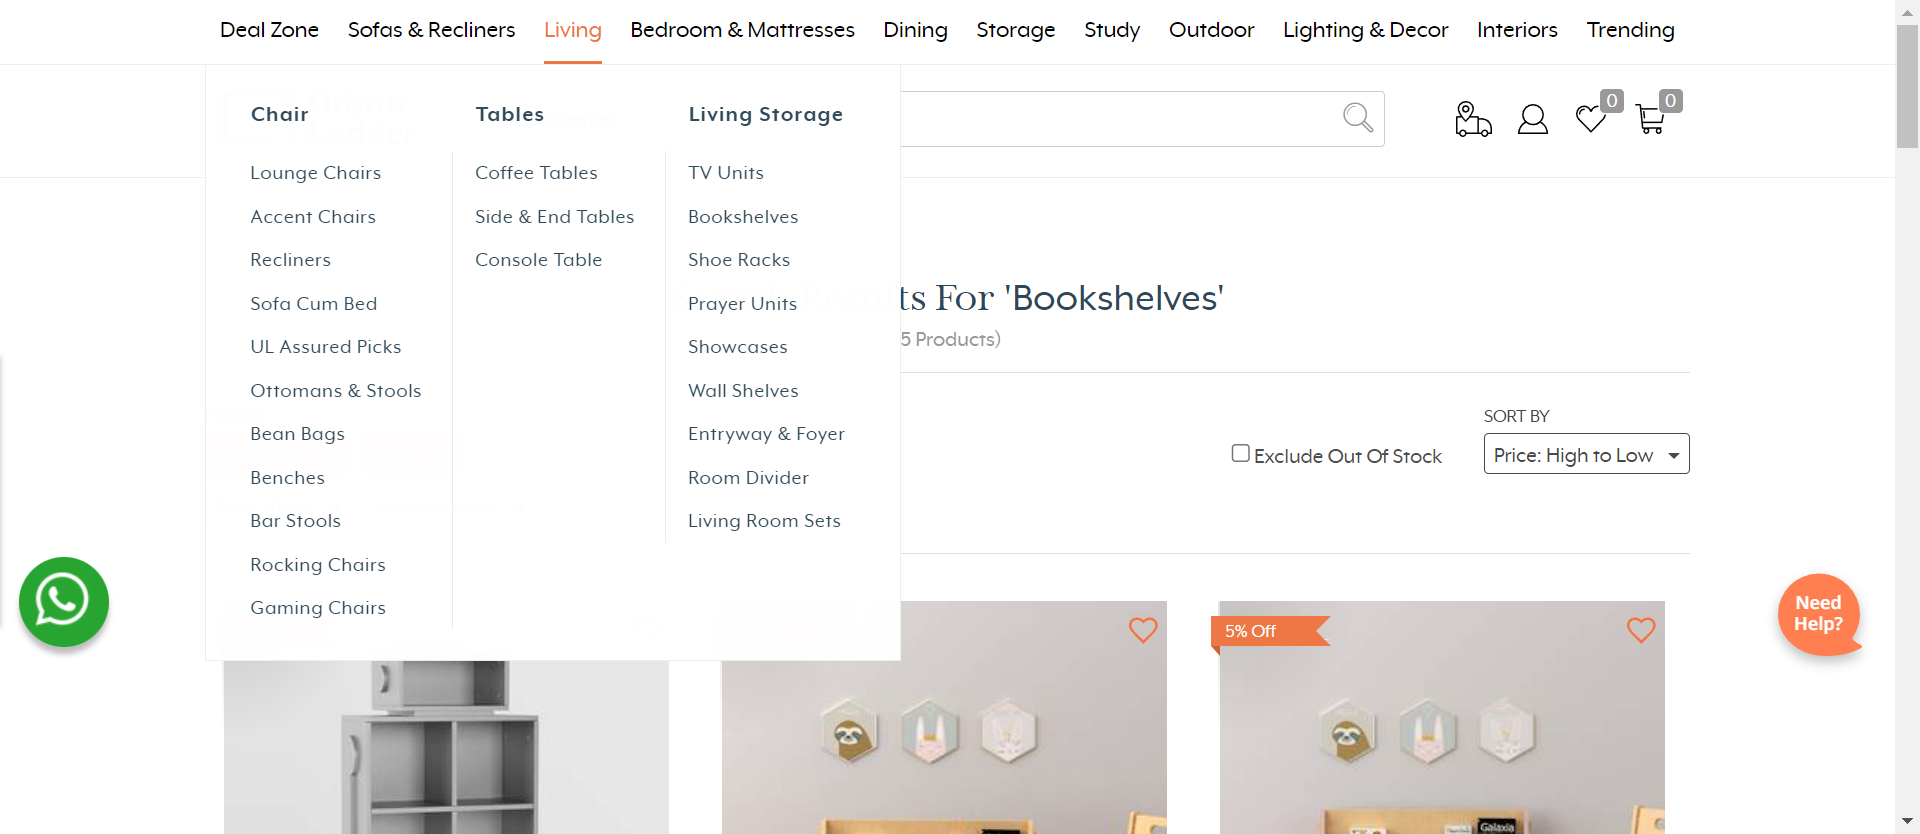 Deal Zone Sofas & Recliners Living Bedroom & Mattresses Dining Storage Study Outdoor Lighting & Decor Interiors Trending
Chair
Lounge Chairs
Accent Chairs
Recliners
Sofa Cum Bed
UL Assured Picks
Ottomans & Stools
Bean Bags
Benches
Bar Stools
Rocking Chairs
Gaming Chairs
Tables
Coffee Tables
Side & End Tables
Console Table
Living Storage
TV Units
Bookshelves
Shoe Racks
Prayer Units
Showcases
Wall Shelves
Entryway & Foyer
Room Divider
Living Room Sets
0
0
For 'Bookshelves'
5 Products)
SORT BY
Exclude Out Of Stock
Price: High to Low
5% Off
Need
Help?
Galaxia